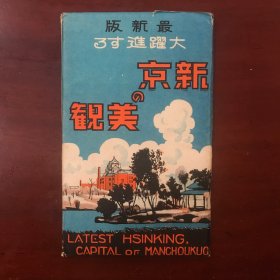 最新版
大躍進する
新京の
美観
LATEST HSINKING.
CAPITAL OF MANCHOUKUO.